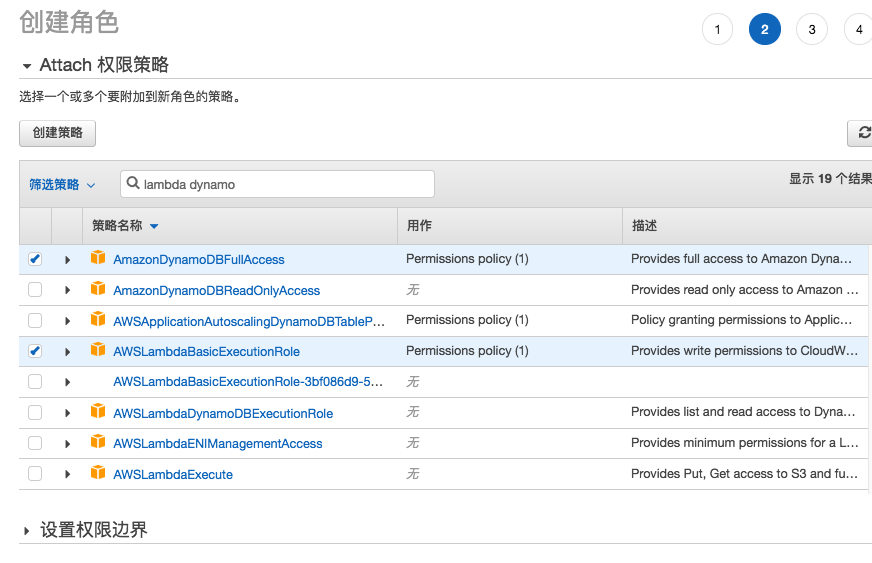 创建角色
1 2 3 4
Attach 权限策略
选择一个或多个要附加到新角色的策略。
创建策略
筛选策略 lambda dynamo 显示 19 个结果
策略名称 用作 描述
AmazonDynamoDBFullAccess Permissions policy (1) Provides full access to Amazon Dyna…
AmazonDynamoDBReadOnlyAccess 无 Provides read only access to Amazon …
AWSApplicationAutoscalingDynamoDBTableP… Permissions policy (1) Policy granting permissions to Applic…
AWSLambdaBasicExecutionRole Permissions policy (1) Provides write permissions to CloudW…
AWSLambdaBasicExecutionRole-3bf086d9-5… 无
AWSLambdaDynamoDBExecutionRole 无 Provides list and read access to Dyna…
AWSLambdaENIManagementAccess 无 Provides minimum permissions for a L…
AWSLambdaExecute 无 Provides Put, Get access to S3 and fu…
设置权限边界